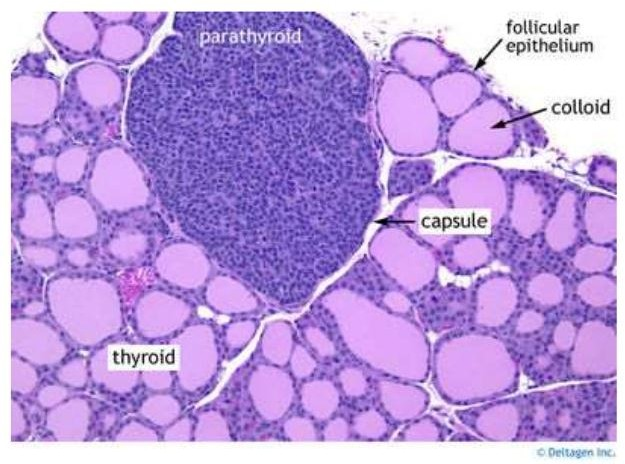 parathyroid
follicular
epithelium
colloid
capsule
thyroid
© Deltagen Inc.